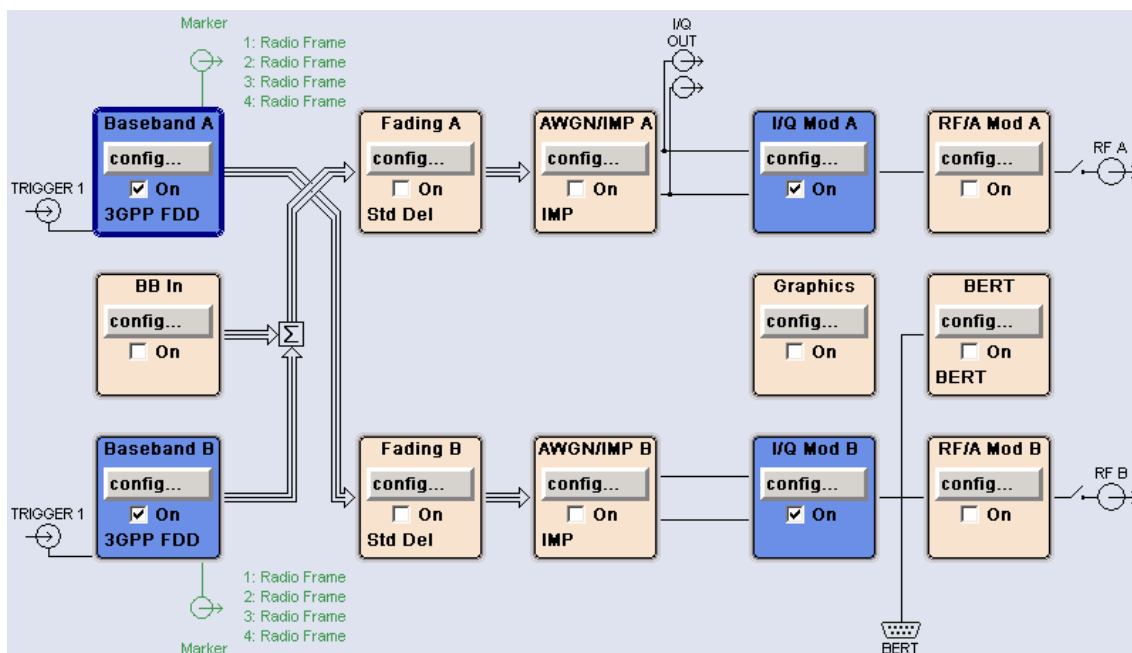 Marker
1: Radio Frame
2: Radio Frame
3: Radio Frame
4: Radio Frame
I/Q
OUT
Baseband A
config...
On
3GPP FDD
TRIGGER 1
Fading A
config...
On
Std Del
AWGN/IMP A
config...
On
IMP
I/Q Mod A
config...
On
RF/A Mod A
config...
On
RF A
BB In
config...
On
Σ
Graphics
config...
On
BERT
config...
On
BERT
Baseband B
config...
On
3GPP FDD
TRIGGER 1
Fading B
config...
On
Std Del
AWGN/IMP B
config...
On
IMP
I/Q Mod B
config...
On
RF/A Mod B
config...
On
RF B
1: Radio Frame
2: Radio Frame
3: Radio Frame
4: Radio Frame
Marker
BERT